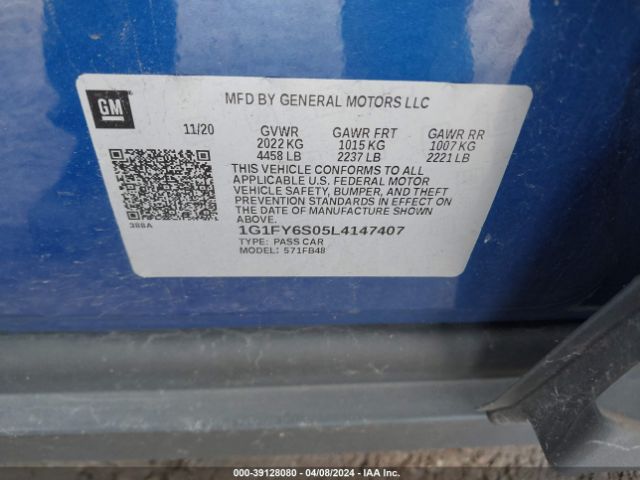 GM
MFD BY GENERAL MOTORS LLC
11/20 GVWR GAWR FRT GAWR RR
2022 KG 1015 KG 1007 KG
4458 LB 2237 LB 2221 LB
THIS VEHICLE CONFORMS TO ALL
APPLICABLE U.S. FEDERAL MOTOR
VEHICLE SAFETY, BUMPER, AND THEFT
PREVENTION STANDARDS IN EFFECT ON
THE DATE OF MANUFACTURE SHOWN
ABOVE.
388A
1G1FY6S05L4147407
TYPE: PASS CAR
MODEL: 571FB48
000-39128080 - 04/08/2024 - IAA Inc.